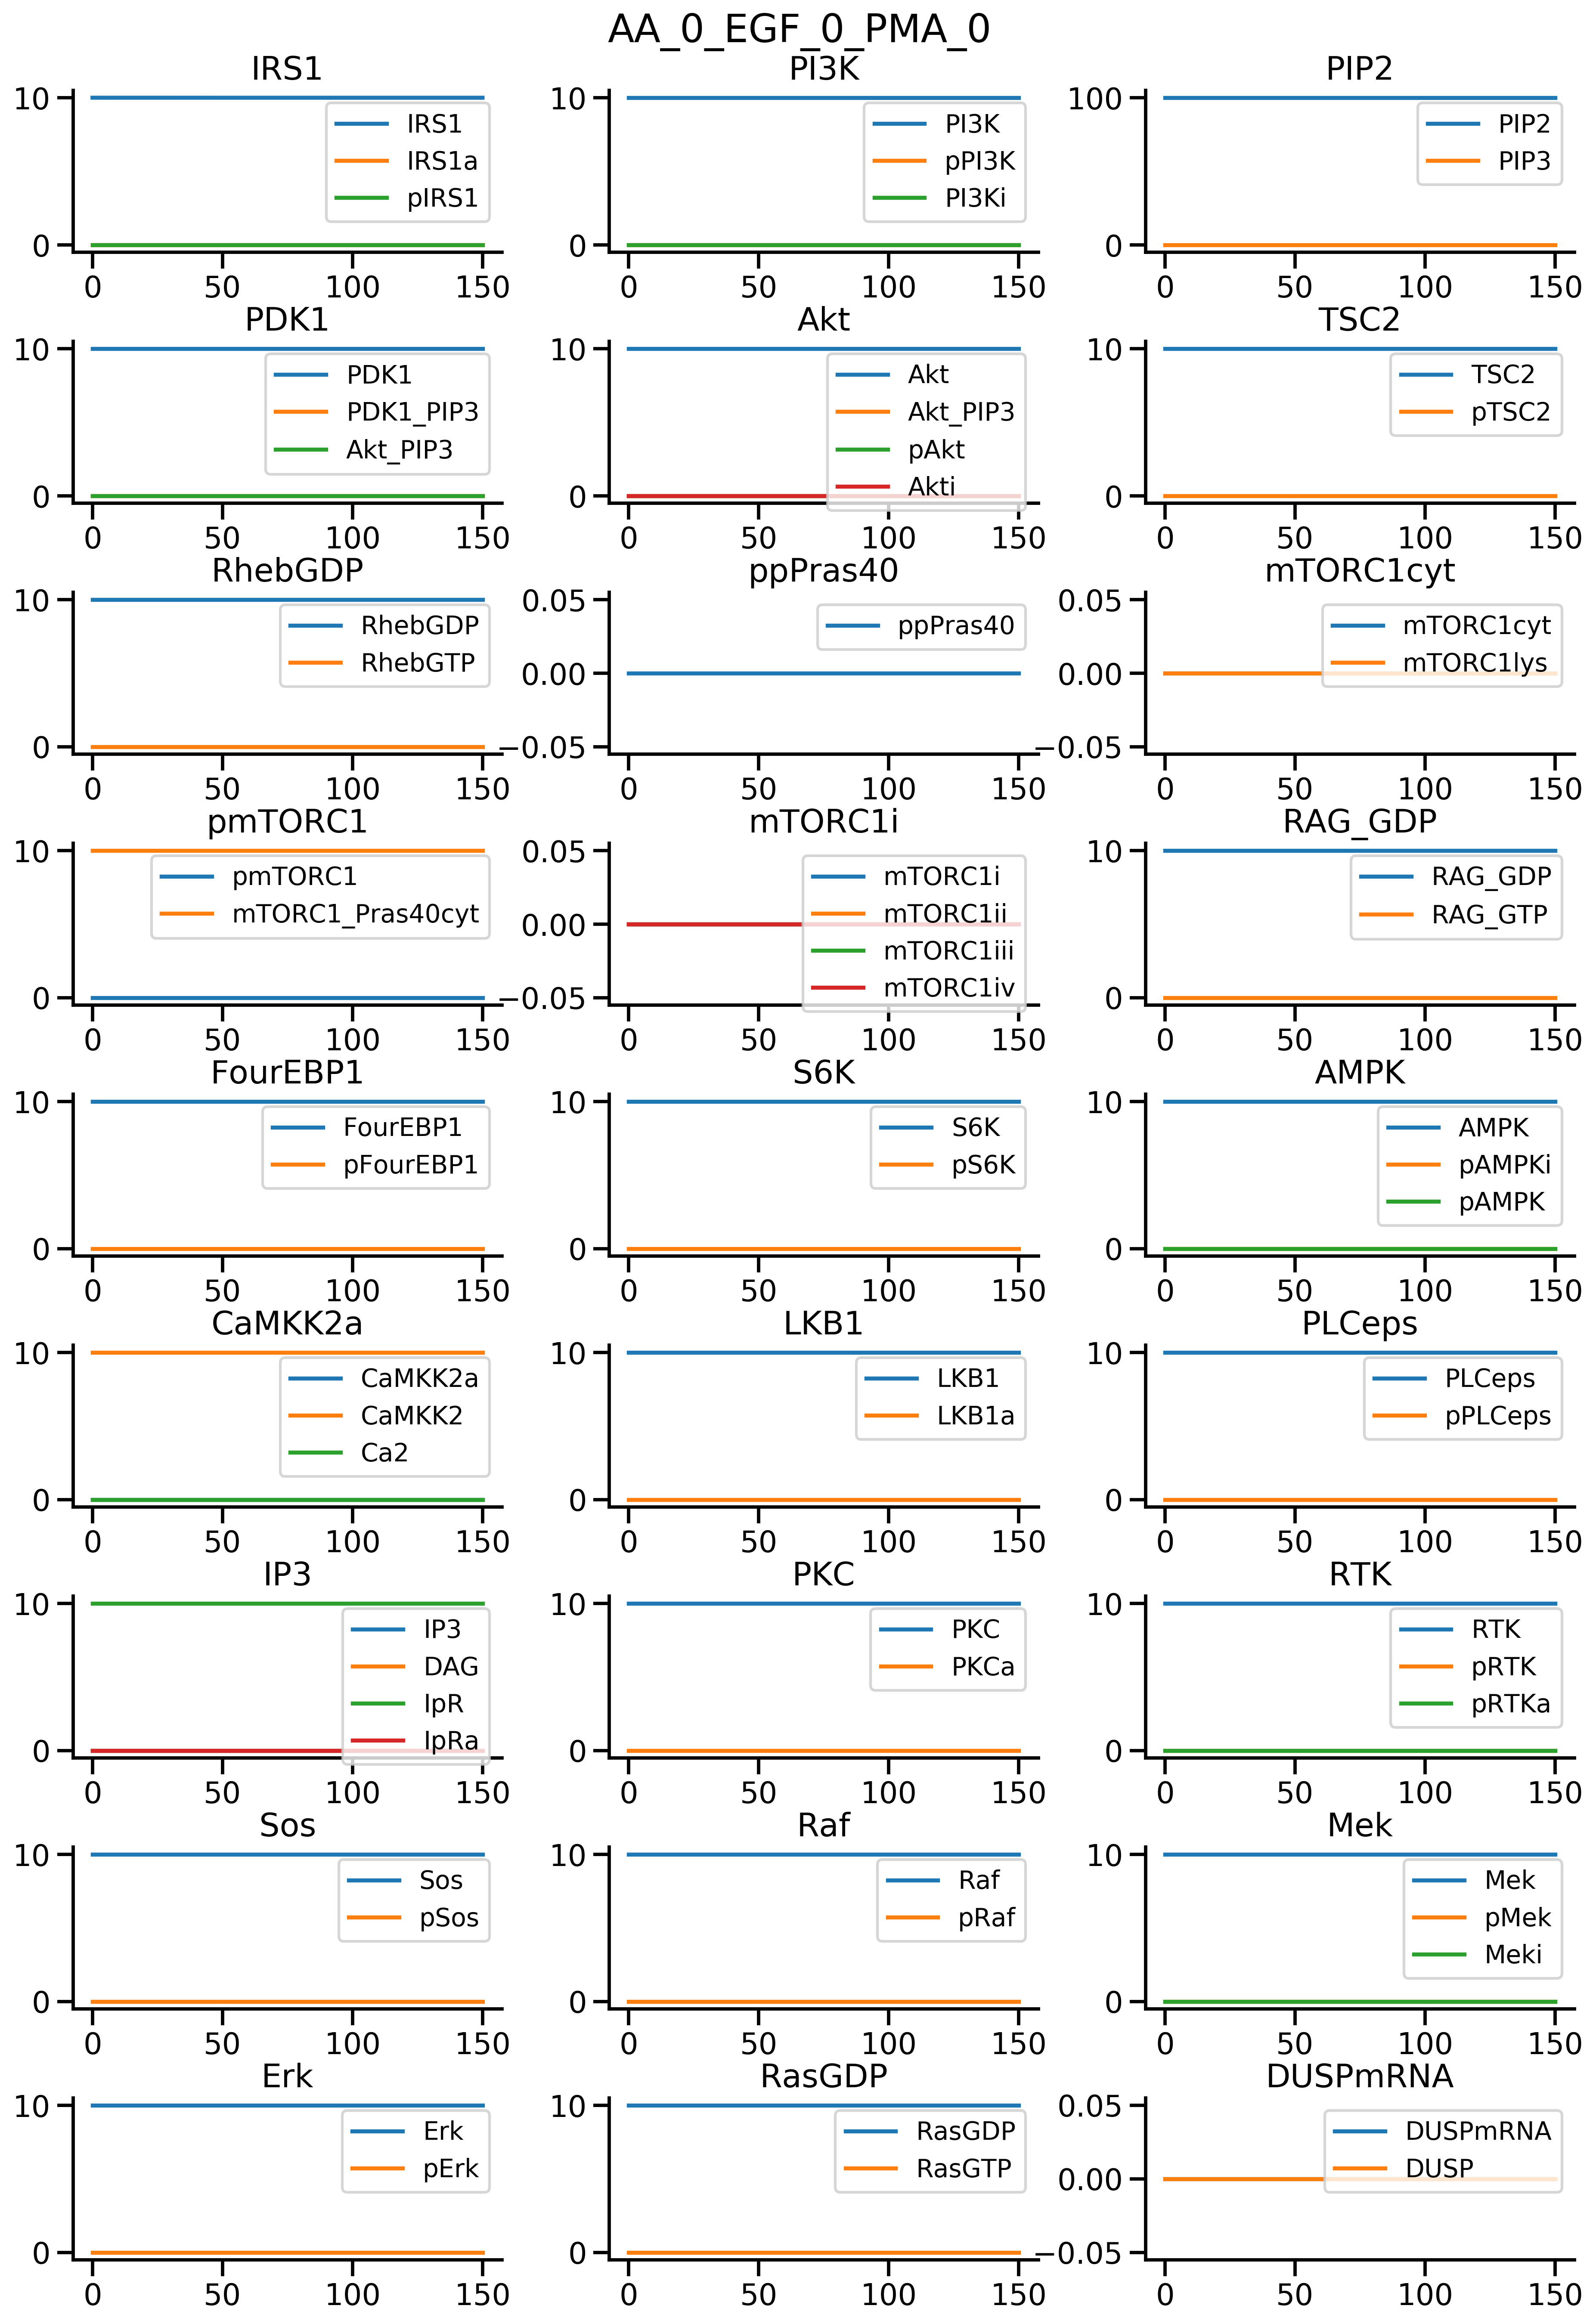 AA_0_EGF_0_PMA_0
IRS1
10
0
0 50 100 150
IRS1
IRS1a
pIRS1
PI3K
10
0
0 50 100 150
PI3K
pPI3K
PI3Ki
PIP2
100
0
0 50 100 150
PIP2
PIP3
PDK1
10
0
0 50 100 150
PDK1
PDK1_PIP3
Akt_PIP3
Akt
10
0
0 50 100 150
Akt
Akt_PIP3
pAkt
Akti
TSC2
10
0
0 50 100 150
TSC2
pTSC2
RhebGDP
10
0
0 50 100 150
RhebGDP
RhebGTP
ppPras40
0.05
0.00
−0.05
0 50 100 150
ppPras40
mTORC1cyt
0.05
0.00
−0.05
0 50 100 150
mTORC1cyt
mTORC1lys
pmTORC1
10
0
0 50 100 150
pmTORC1
mTORC1_Pras40cyt
mTORC1i
0.05
0.00
−0.05
0 50 100 150
mTORC1i
mTORC1ii
mTORC1iii
mTORC1iv
RAG_GDP
10
0
0 50 100 150
RAG_GDP
RAG_GTP
FourEBP1
10
0
0 50 100 150
FourEBP1
pFourEBP1
S6K
10
0
0 50 100 150
S6K
pS6K
AMPK
10
0
0 50 100 150
AMPK
pAMPKi
pAMPK
CaMKK2a
10
0
0 50 100 150
CaMKK2a
CaMKK2
Ca2
LKB1
10
0
0 50 100 150
LKB1
LKB1a
PLCeps
10
0
0 50 100 150
PLCeps
pPLCeps
IP3
10
0
0 50 100 150
IP3
DAG
IpR
IpRa
PKC
10
0
0 50 100 150
PKC
PKCa
RTK
10
0
0 50 100 150
RTK
pRTK
pRTKa
Sos
10
0
0 50 100 150
Sos
pSos
Raf
10
0
0 50 100 150
Raf
pRaf
Mek
10
0
0 50 100 150
Mek
pMek
Meki
Erk
10
0
0 50 100 150
Erk
pErk
RasGDP
10
0
0 50 100 150
RasGDP
RasGTP
DUSPmRNA
0.05
0.00
−0.05
0 50 100 150
DUSPmRNA
DUSP